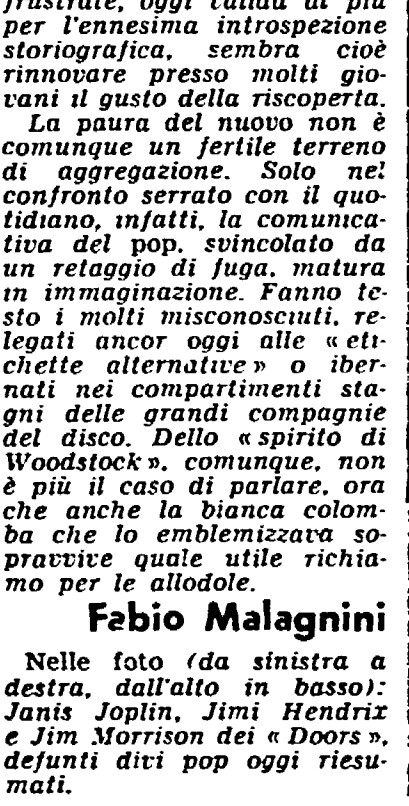 frustrate, oggi calida al più
per l'ennesima introspezione
storiografica, sembra cioè
rinnovare presso molti gio-
vani il gusto della riscoperta.
La paura del nuovo non è
comunque un fertile terreno
di aggregazione. Solo nel
confronto serrato con il quo-
tidiano, infatti, la comunica-
tiva del pop. svincolato da
un retaggio di fuga, matura
in immaginazione. Fanno te-
sto i molti misconosciuti, re-
legati ancor oggi alle « eti-
chette alternative » o iber-
nati nei compartimenti sta-
gni delle grandi compagnie
del disco. Dello « spirito di
Woodstock », comunque, non
è più il caso di parlare, ora
che anche la bianca colom-
ba che lo emblemizzava so-
pravvive quale utile richia-
mo per le allodole.
Fabio Malagnini
Nelle foto (da sinistra a
destra, dall'alto in basso):
Janis Joplin, Jimi Hendrix
e Jim Morrison dei « Doors »,
defunti divi pop oggi riesu-
mati.